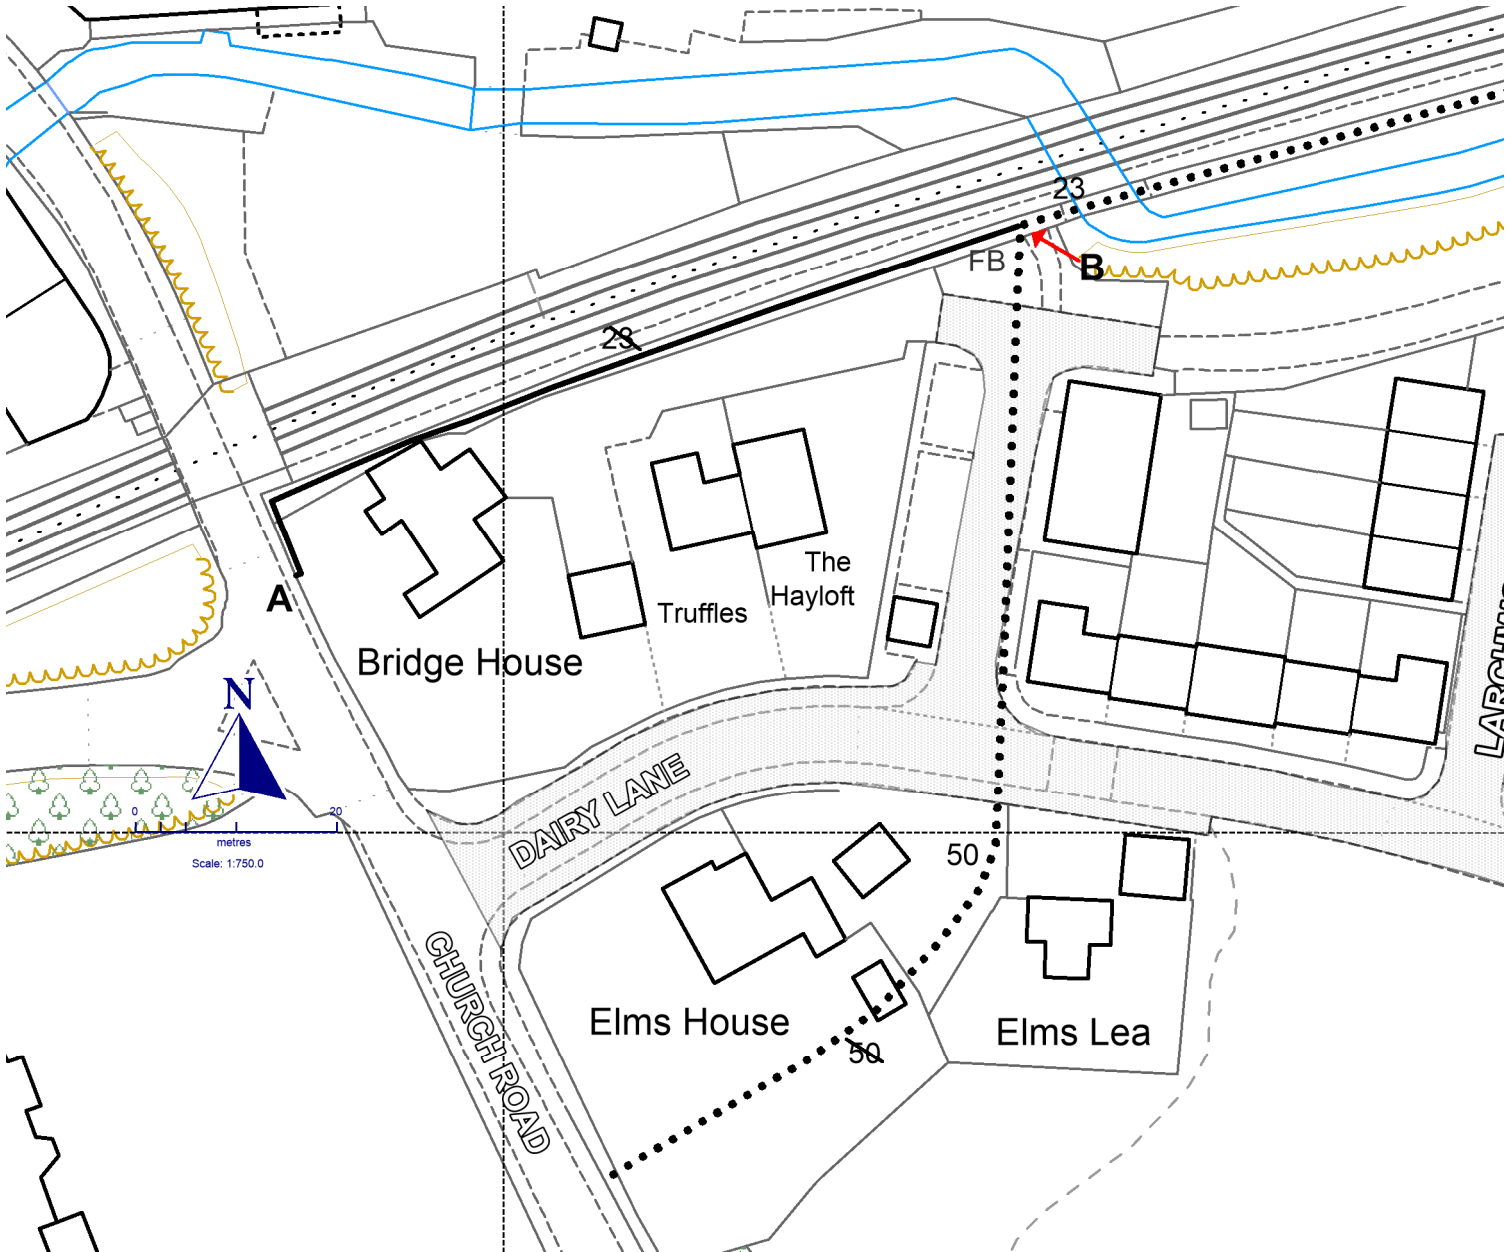 23
FB
B
23
The
Hayloft
Truffles
A
Bridge House
N
0
20
metres
Scale: 1:750.0
DAIRY LANE
50
CHURCH ROAD
Elms House
Elms Lea
50